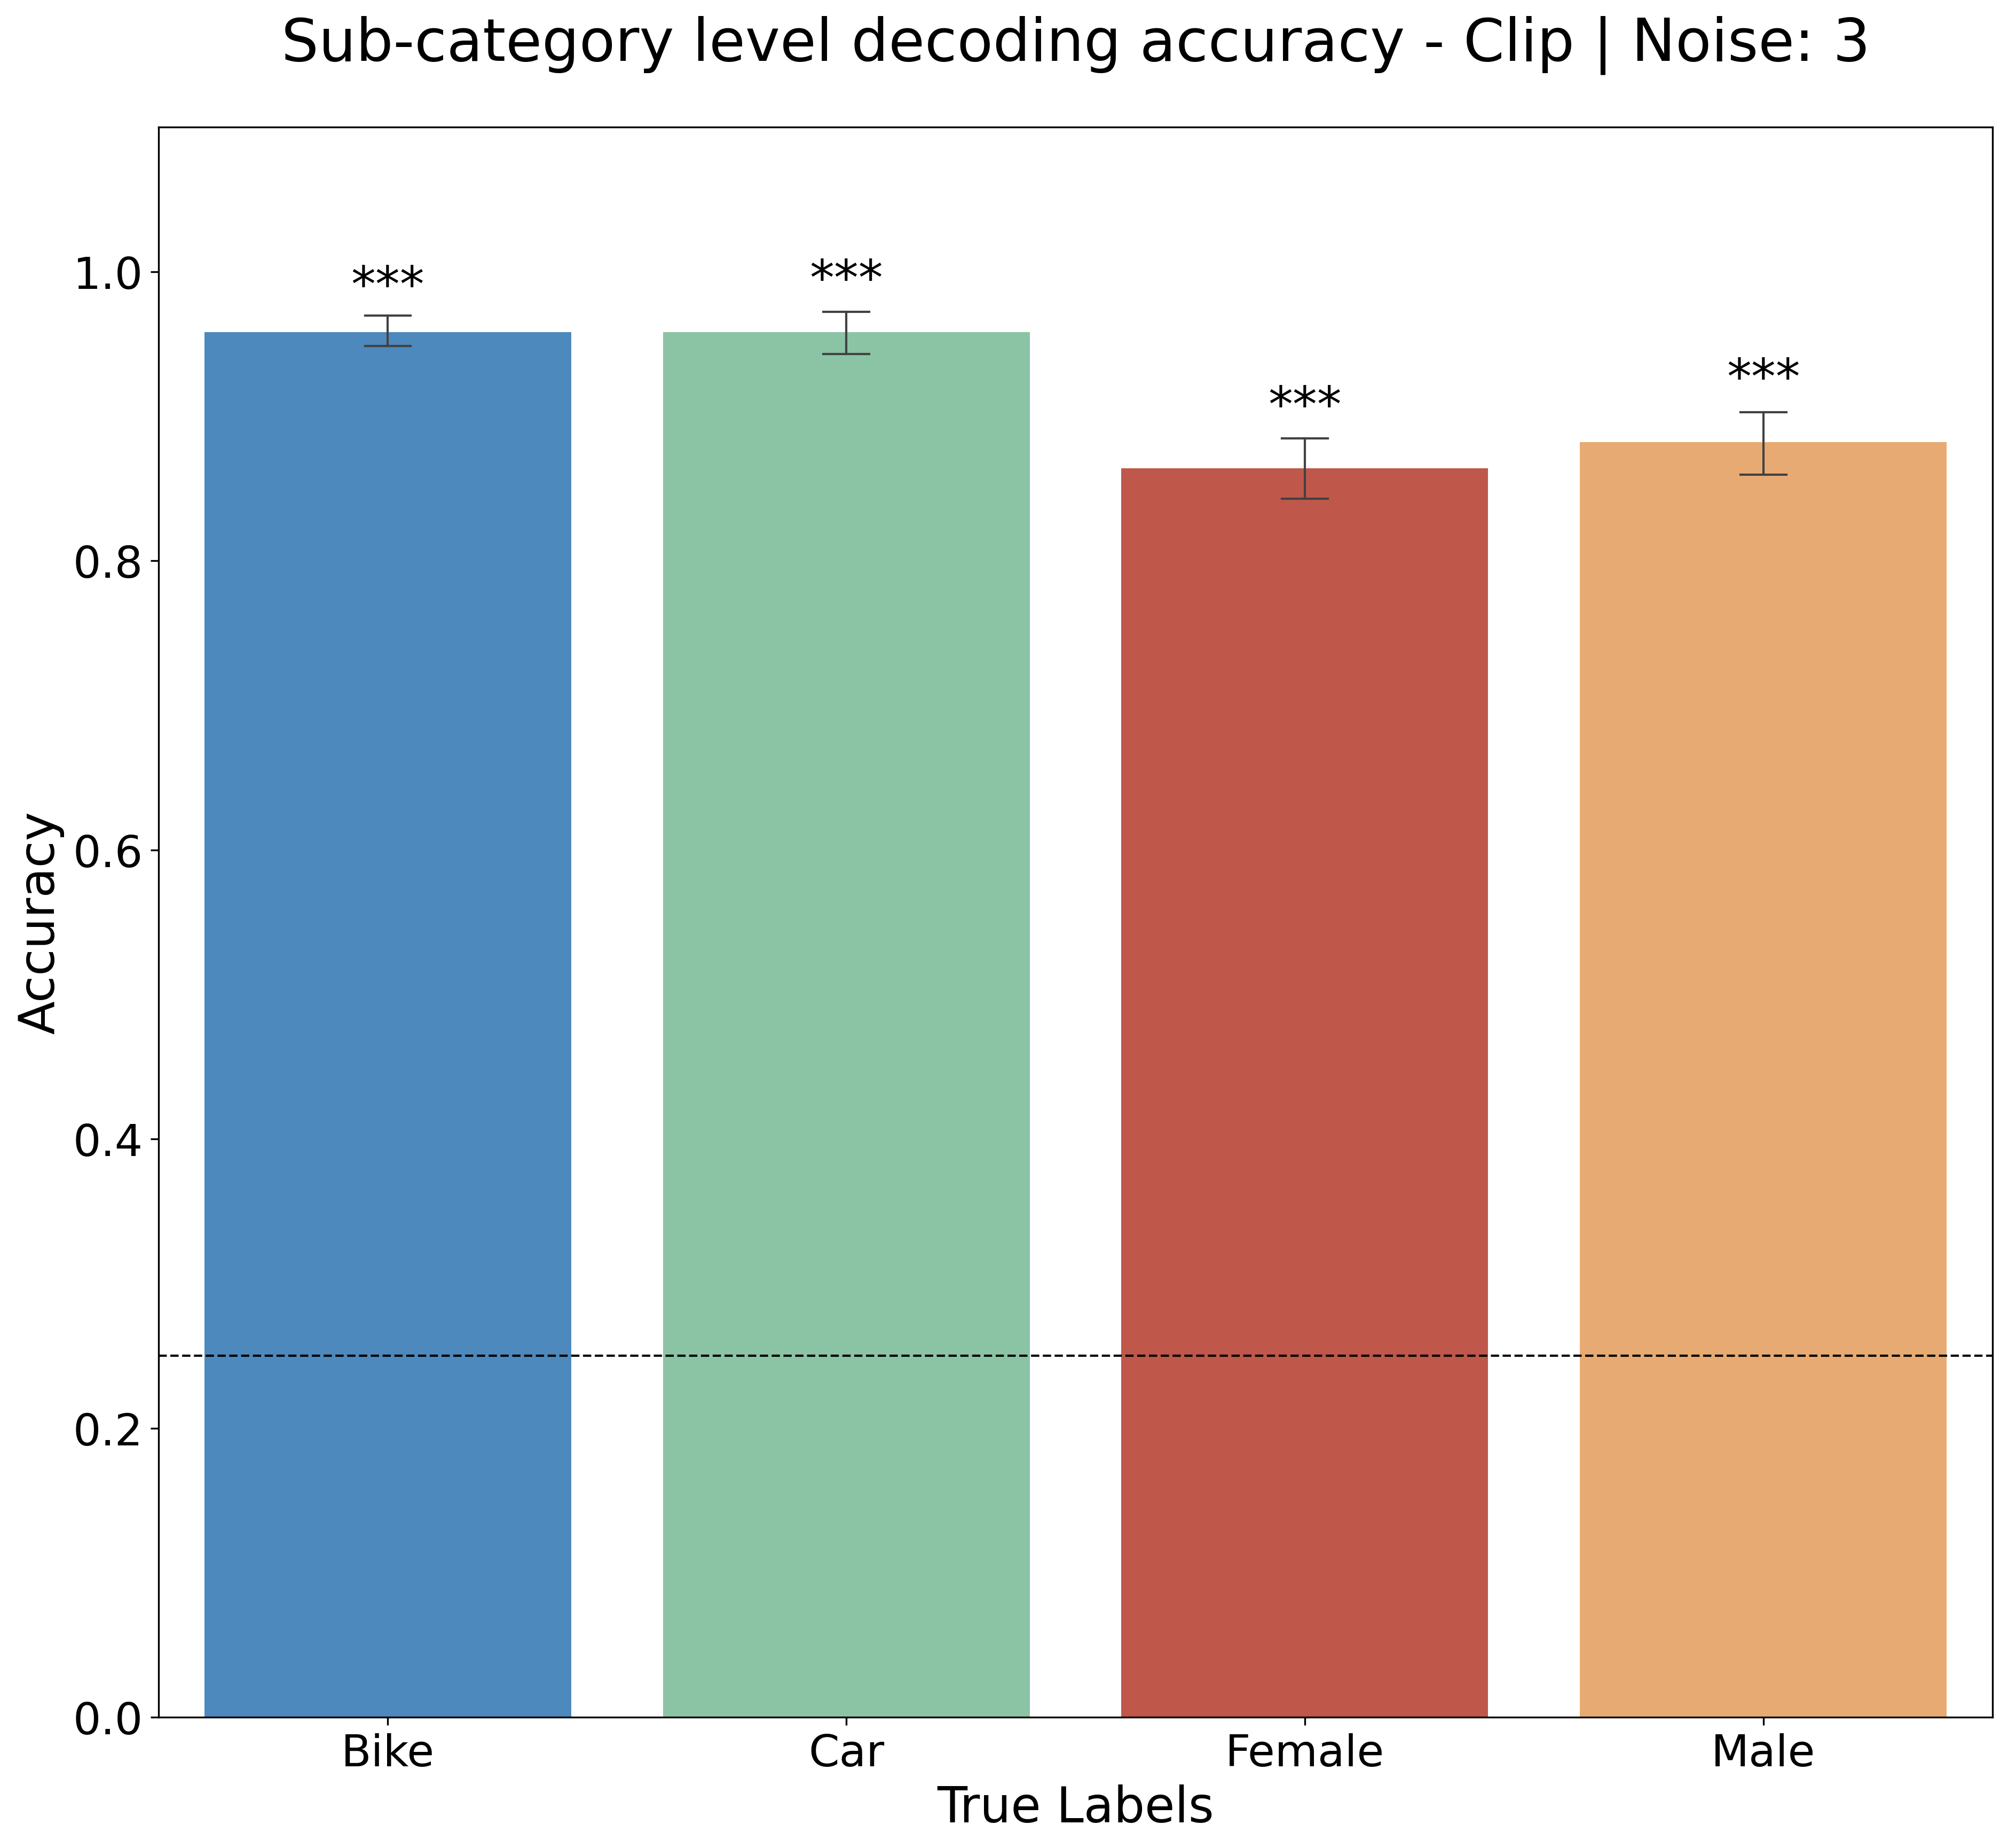 Sub-category level decoding accuracy - Clip | Noise: 3
1.0
0.8
0.6
0.4
0.2
0.0
Accuracy
***
***
***
***
Bike
Car
Female
Male
True Labels